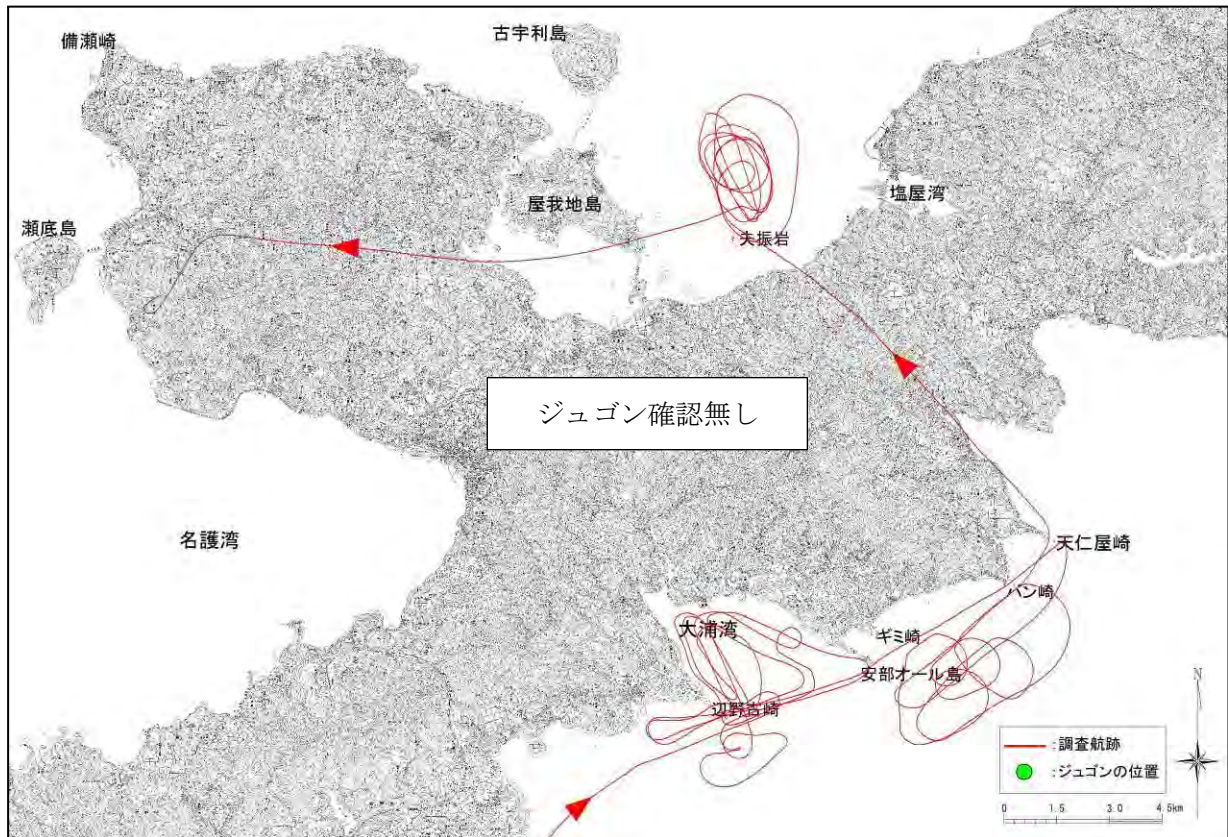 古宇利島
備瀬崎
塩屋湾
屋我地島
瀬底島
夫振岩
ジュゴン確認無し
名護湾
天仁屋崎
バン崎
大浦湾
ギミ崎
安部オール島
辺野古崎
N
:調査航跡
:ジュゴンの位置
0 1.5 3.0 4.5km